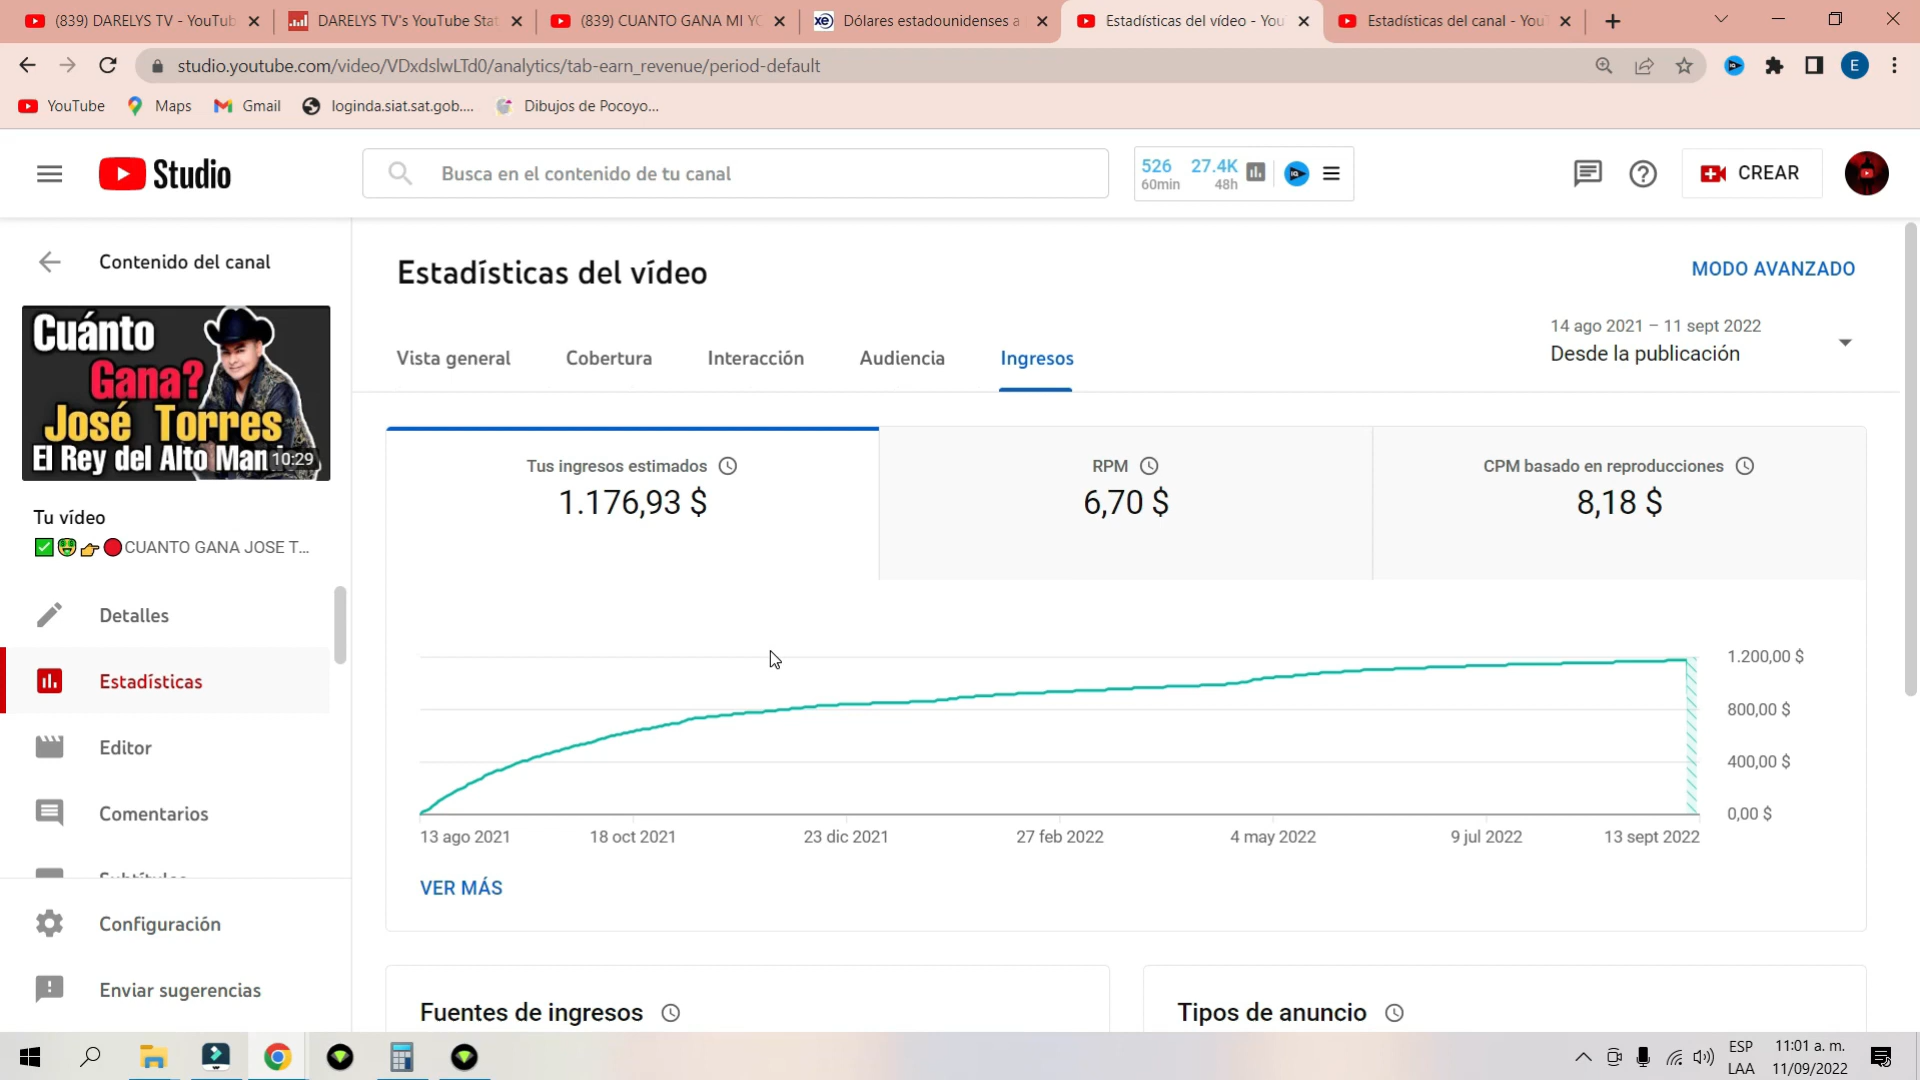 (839) DARELYS TV - YouTub
DARELYS TV's YouTube Stat
(839) CUANTO GANA MI YO
Dólares estadounidenses a
Estadísticas del vídeo - You
Estadísticas del canal - YouT
studio.youtube.com/video/VDxdslwLTd0/analytics/tab-earn_revenue/period-default
E
YouTube
Maps
Gmail
loginda.siat.sat.gob....
Dibujos de Pocoyo...
Studio
Busca en el contenido de tu canal
526
60min
27.4K
48h
CREAR
Contenido del canal
Estadísticas del vídeo
MODO AVANZADO
14 ago 2021 – 11 sept 2022
Desde la publicación
Vista general
Cobertura
Interacción
Audiencia
Ingresos
Cuánto
Gana?
José Torres
El Rey del Alto Man
10:29
Tu vídeo
CUANTO GANA JOSE T...
Detalles
Estadísticas
Editor
Comentarios
Subtítulos
Configuración
Enviar sugerencias
Tus ingresos estimados
1.176,93 $
RPM
6,70 $
CPM basado en reproducciones
8,18 $
1.200,00 $
800,00 $
400,00 $
0,00 $
13 ago 2021
18 oct 2021
23 dic 2021
27 feb 2022
4 may 2022
9 jul 2022
13 sept 2022
VER MÁS
Fuentes de ingresos
Tipos de anuncio
ESP
LAA
11:01 a. m.
11/09/2022